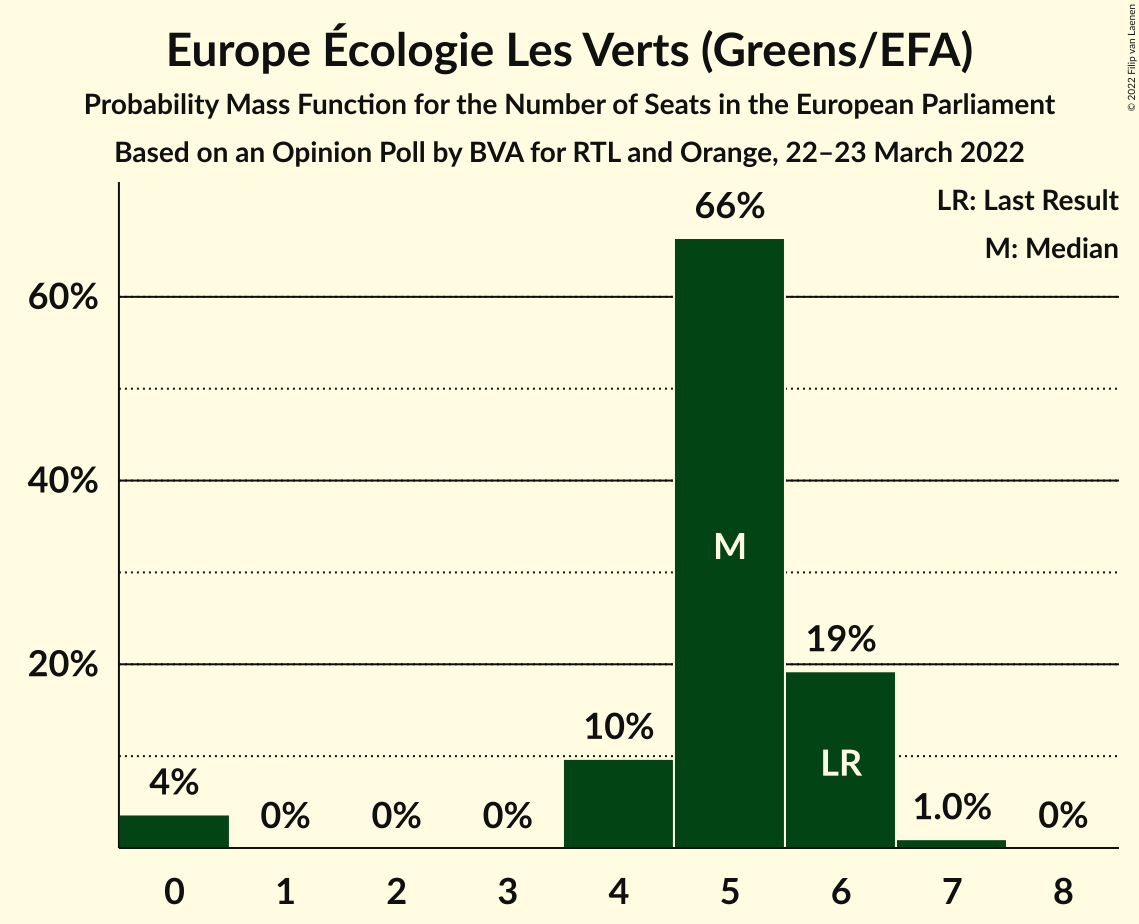 Europe Écologie Les Verts (Greens/EFA)
Probability Mass Function for the Number of Seats in the European Parliament
Based on an Opinion Poll by BVA for RTL and Orange, 22–23 March 2022
© 2022 Filip van Laenen
LR: Last Result
M: Median
66%
60%
40%
M
19%
20%
10%
LR
4%
0%
0%
0%
1.0%
0%
0
1
2
3
4
5
6
7
8